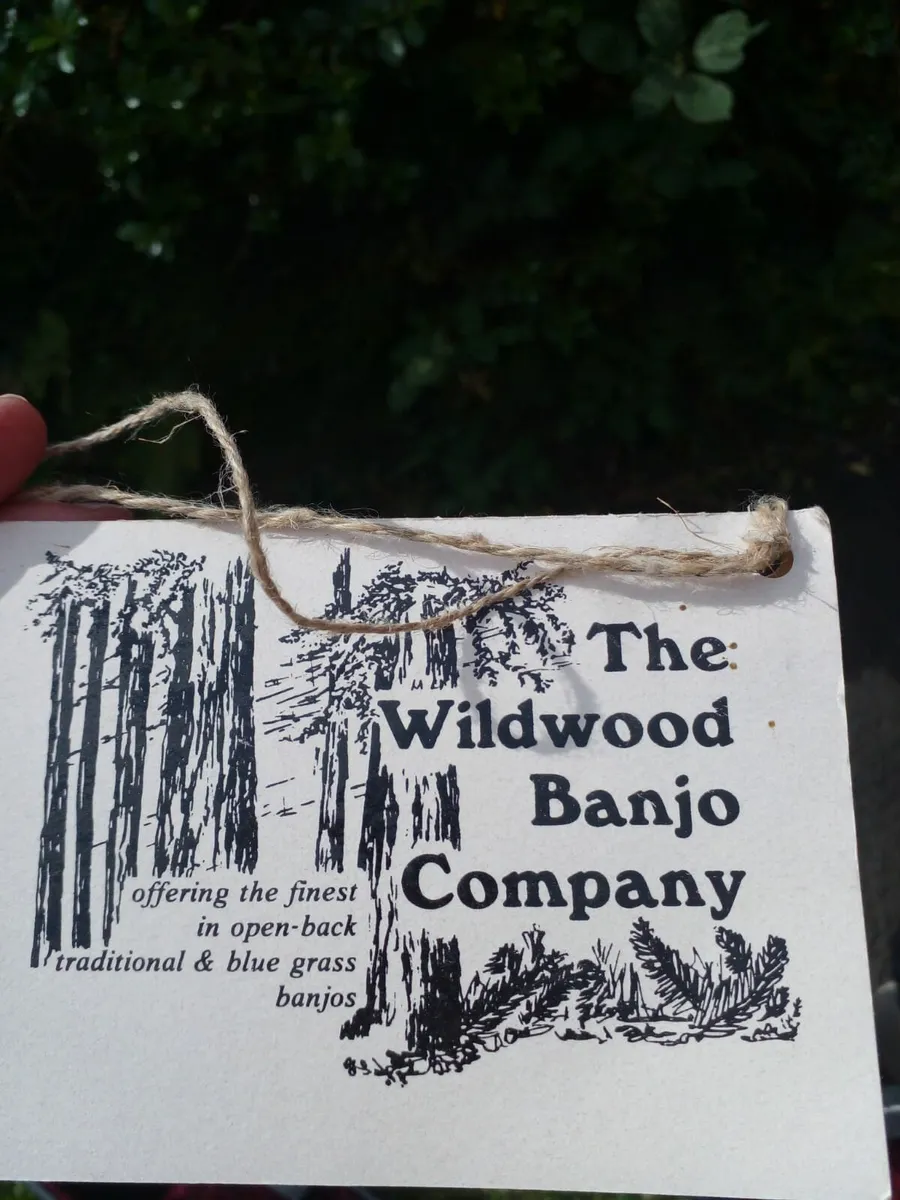 The
Wildwood
Banjo
Company
offering the finest
in open-back
traditional & blue grass
banjos